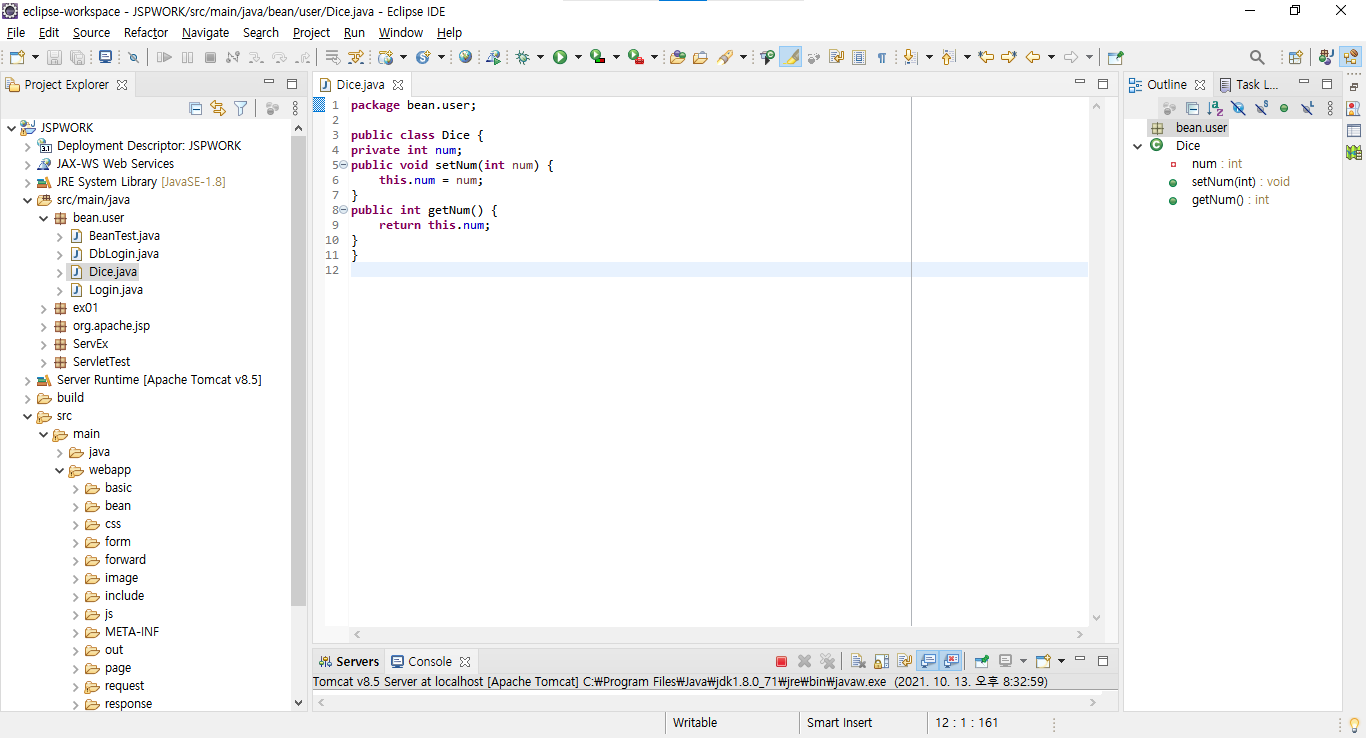 eclipse-workspace - JSPWORK/src/main/java/bean/user/Dice.java - Eclipse IDE
File Edit Source Refactor Navigate Search Project Run Window Help
Project Explorer
JSPWORK
Deployment Descriptor: JSPWORK
JAX-WS Web Services
JRE System Library [JavaSE-1.8]
src/main/java
bean.user
BeanTest.java
DbLogin.java
Dice.java
Login.java
ex01
org.apache.jsp
ServEx
ServletTest
Server Runtime [Apache Tomcat v8.5]
build
src
main
java
webapp
basic
bean
css
form
forward
image
include
js
META-INF
out
page
request
response
Dice.java
1 package bean.user;
2
3 public class Dice {
4 private int num;
5 public void setNum(int num) {
6 this.num = num;
7 }
8 public int getNum() {
9 return this.num;
10 }
11 }
12
Outline Task L...
bean.user
Dice
num : int
setNum(int) : void
getNum() : int
Servers Console
Tomcat v8.5 Server at localhost [Apache Tomcat] C:₩Program Files₩Java₩jdk1.8.0_71₩jre₩bin₩javaw.exe (2021. 10. 13. 오후 8:32:59)
Writable Smart Insert 12 : 1 : 161